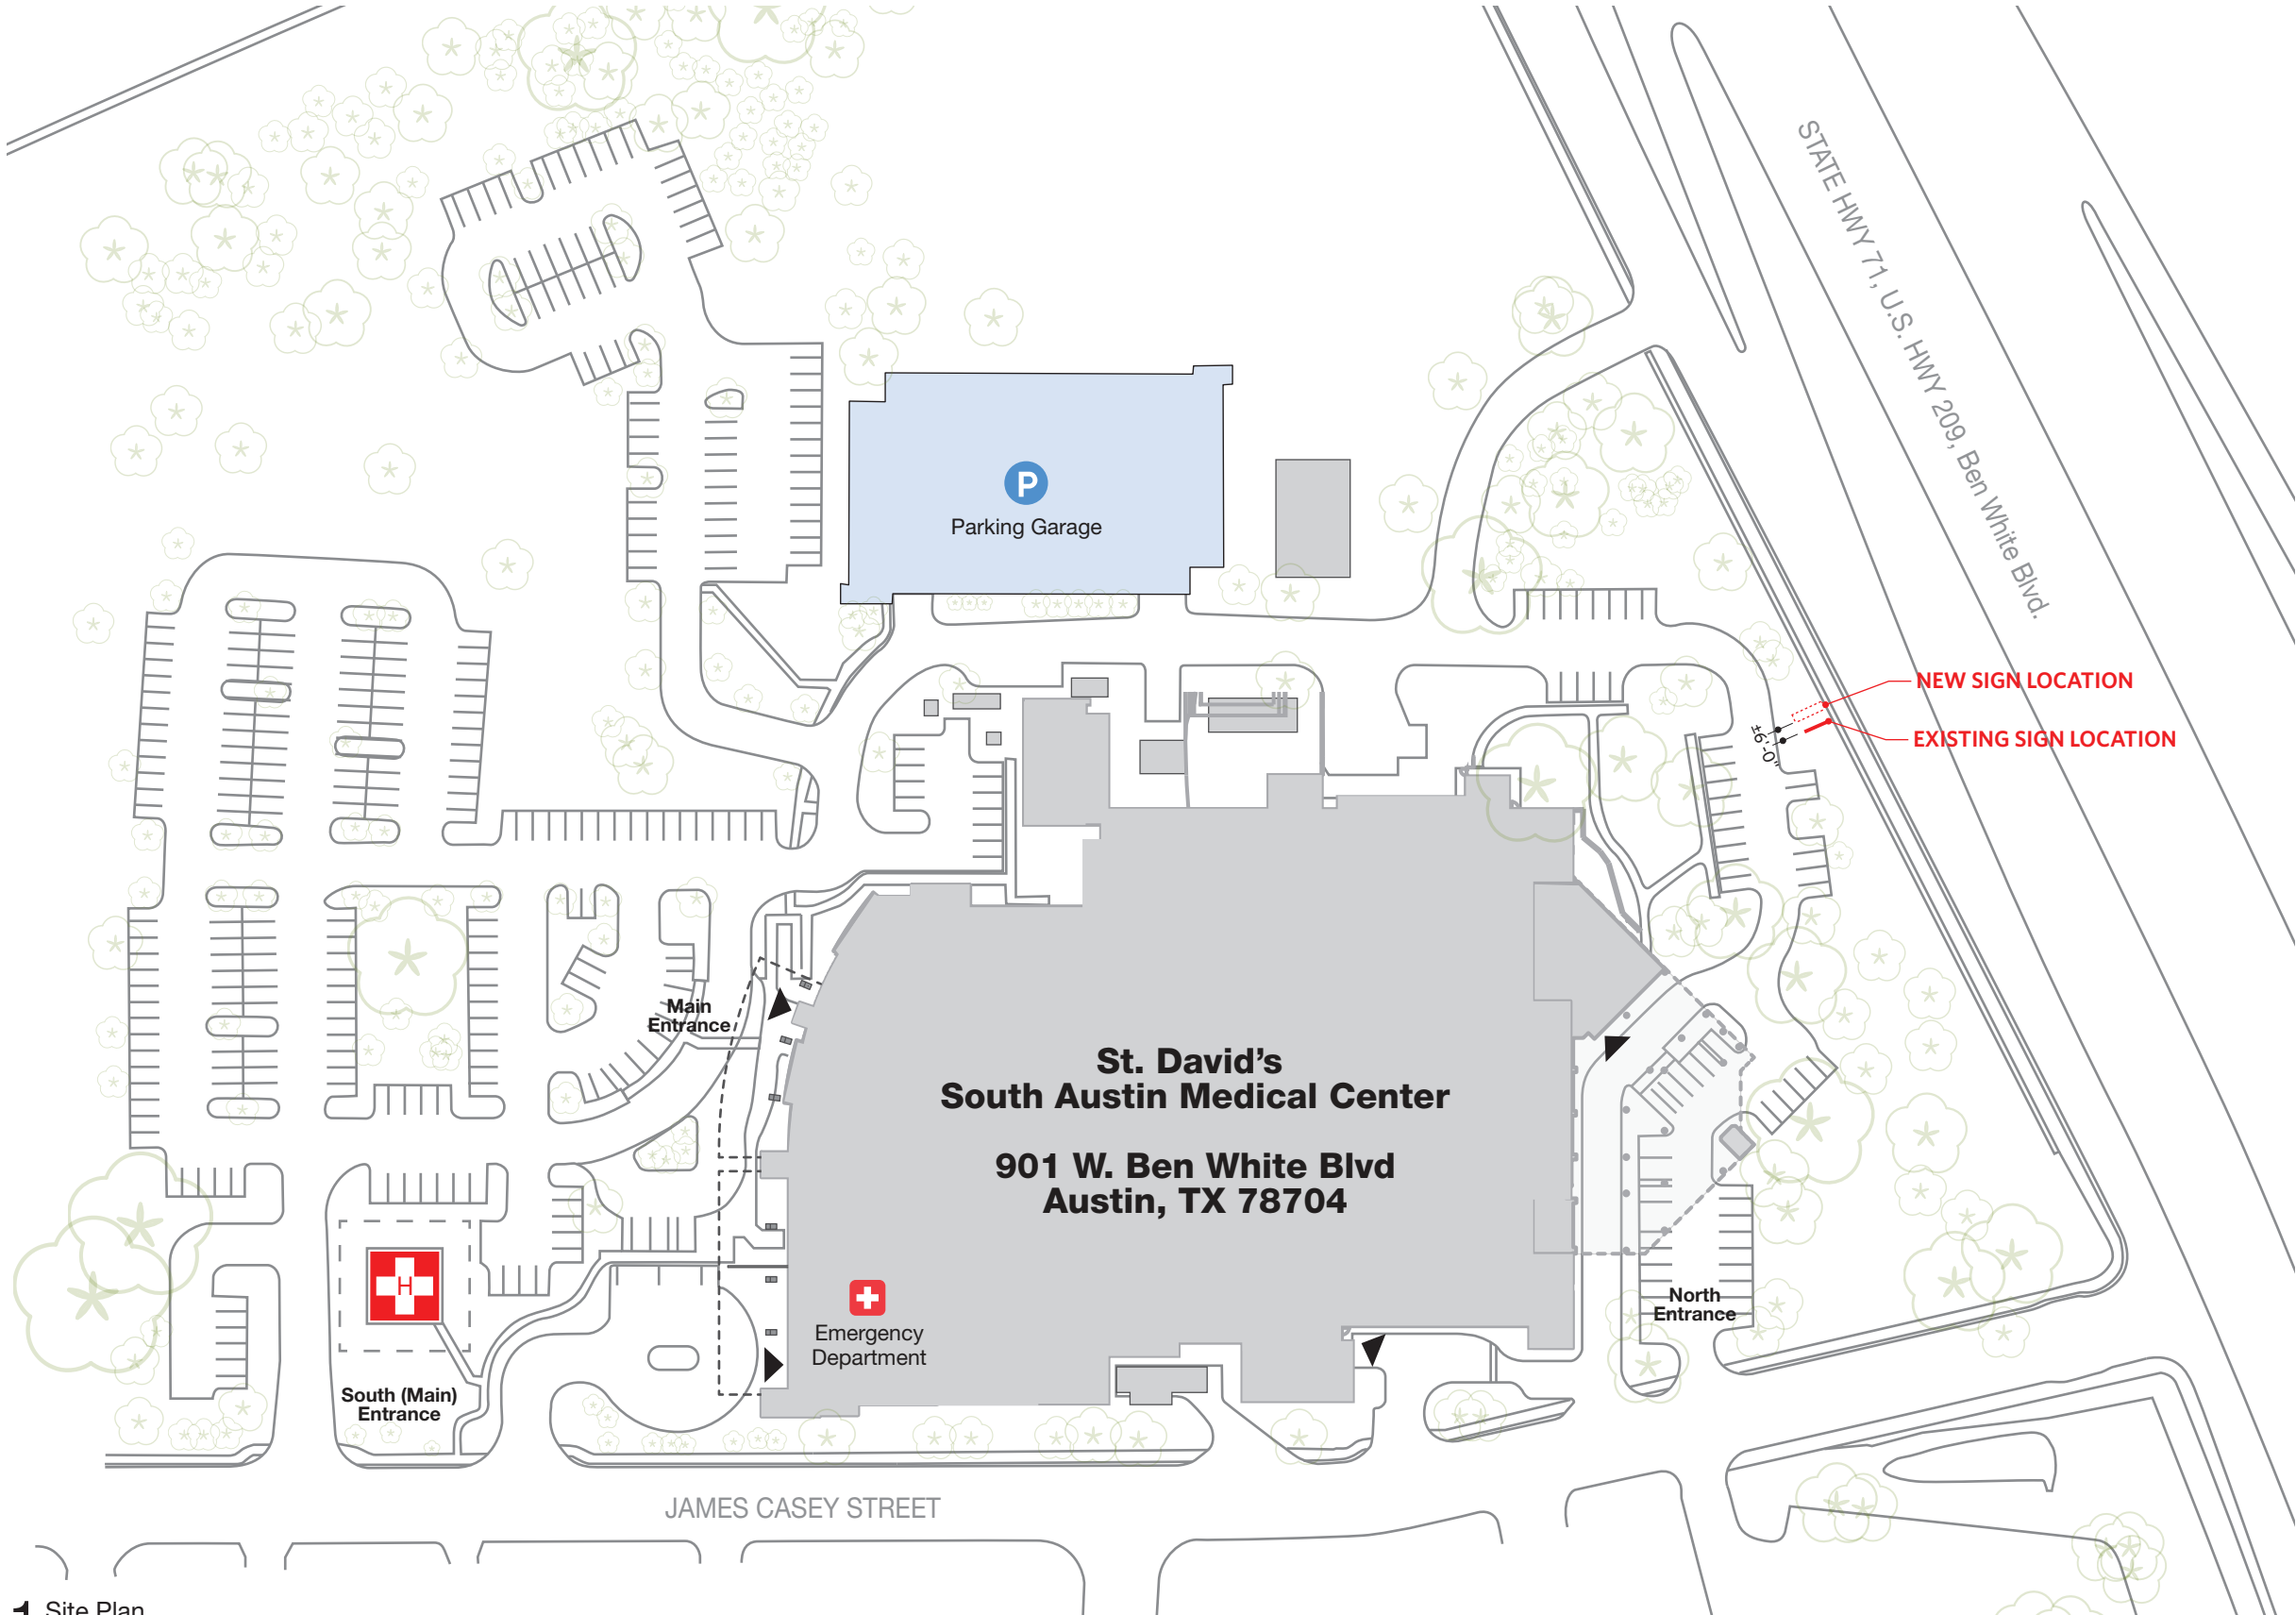 STATE HWY 71, U.S. HWY 209, Ben White Blvd.
P
Parking Garage
NEW SIGN LOCATION
±6'-0"
EXISTING SIGN LOCATION
Main
Entrance
St. David’s
South Austin Medical Center
901 W. Ben White Blvd
Austin, TX 78704
H
Emergency
Department
North
Entrance
South (Main)
Entrance
JAMES CASEY STREET
1 Site Plan